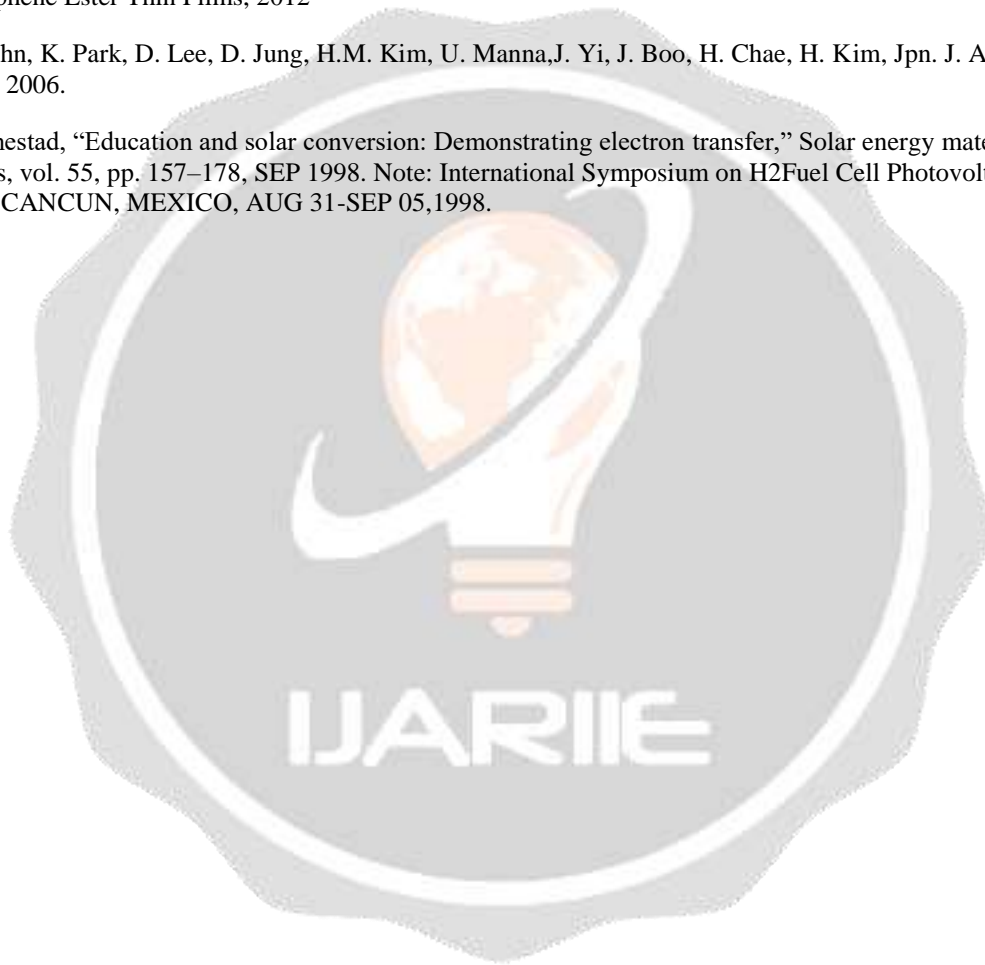 phene Ester Thin Films, 2012
hn, K. Park, D. Lee, D. Jung, H.M. Kim, U. Manna,J. Yi, J. Boo, H. Chae, H. Kim, Jpn. J. A
2006.
nestad, “Education and solar conversion: Demonstrating electron transfer,” Solar energy mate
s, vol. 55, pp. 157–178, SEP 1998. Note: International Symposium on H2Fuel Cell Photovolt
CANCUN, MEXICO, AUG 31-SEP 05,1998.
IJARIIE